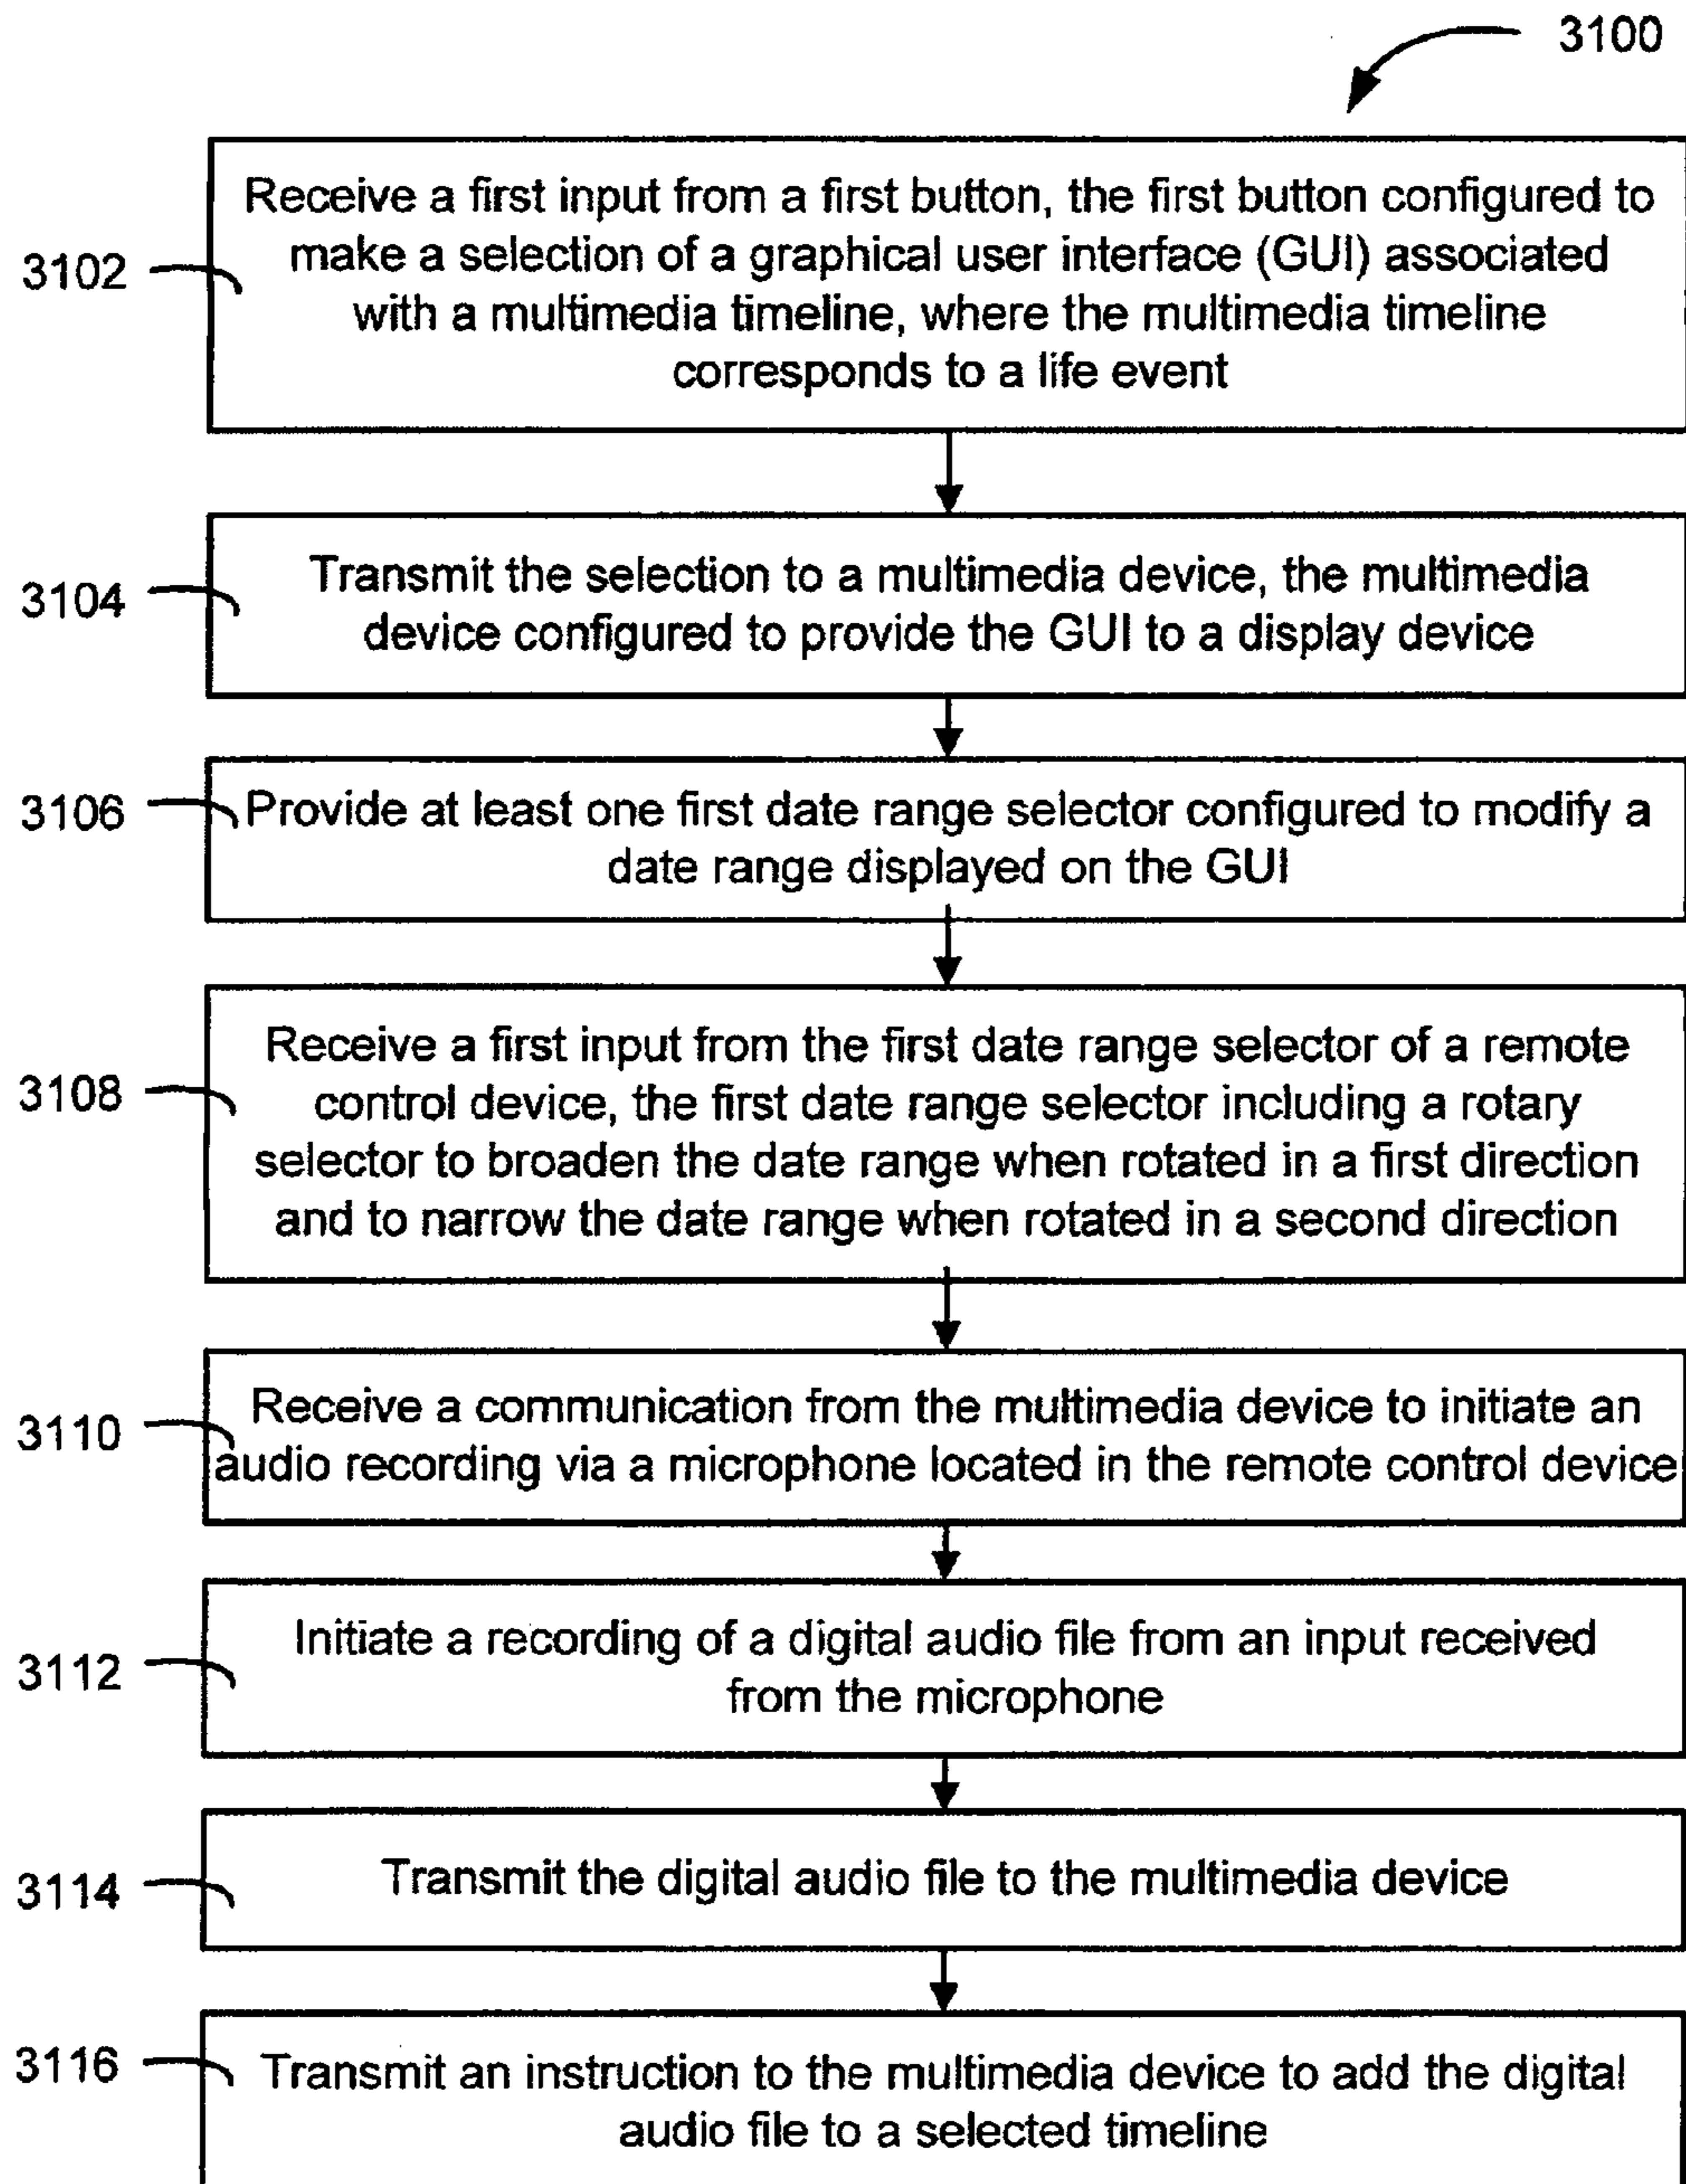 3100
3102
Receive a first input from a first button, the first button configured to
make a selection of a graphical user interface (GUI) associated
with a multimedia timeline, where the multimedia timeline
corresponds to a life event
3104
Transmit the selection to a multimedia device, the multimedia
device configured to provide the GUI to a display device
3106
Provide at least one first date range selector configured to modify a
date range displayed on the GUI
3108
Receive a first input from the first date range selector of a remote
control device, the first date range selector including a rotary
selector to broaden the date range when rotated in a first direction
and to narrow the date range when rotated in a second direction
3110
Receive a communication from the multimedia device to initiate an
audio recording via a microphone located in the remote control device
3112
Initiate a recording of a digital audio file from an input received
from the microphone
3114
Transmit the digital audio file to the multimedia device
3116
Transmit an instruction to the multimedia device to add the digital
audio file to a selected timeline